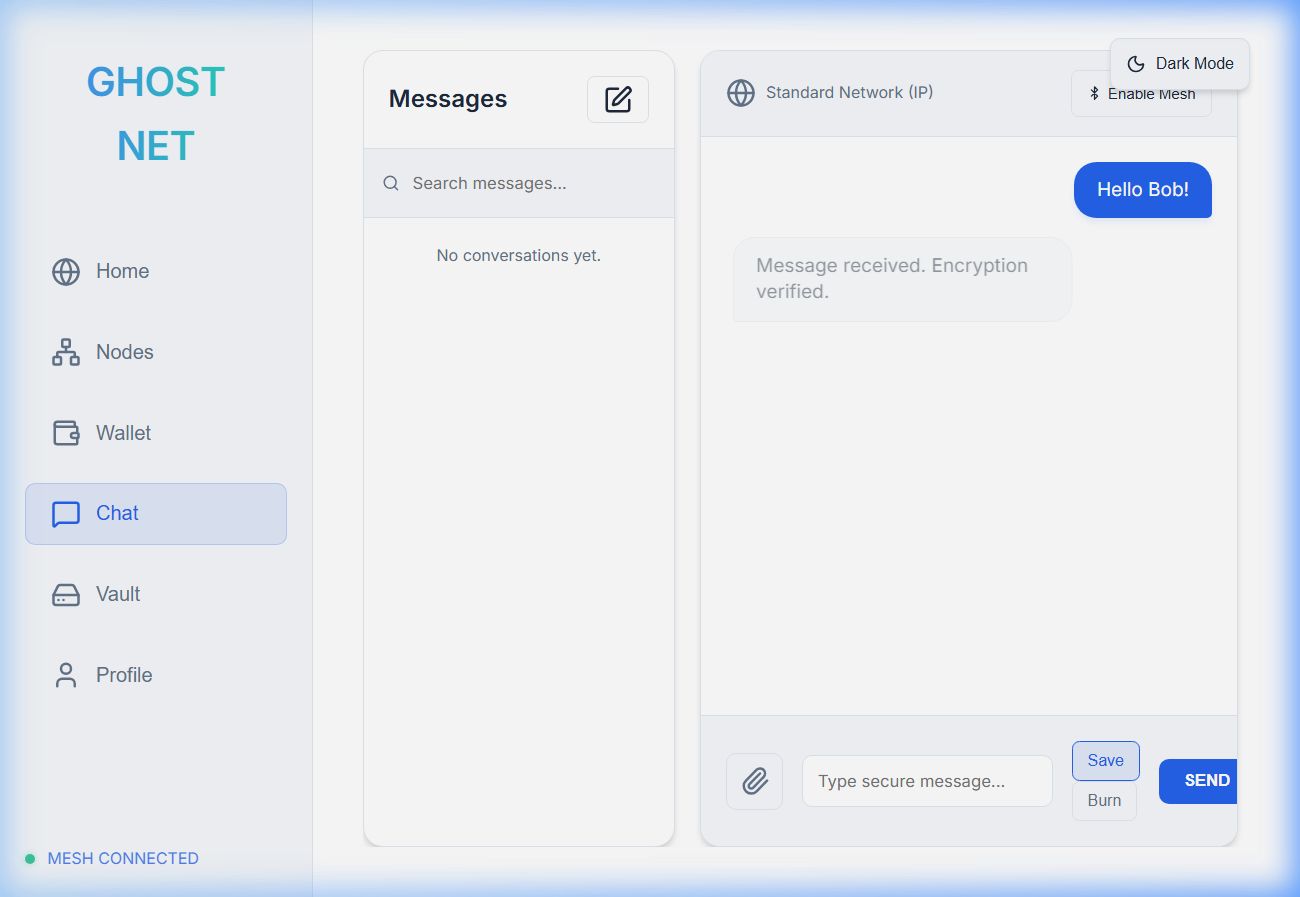 GHOST
NET
Home
Nodes
Wallet
Chat
Vault
Profile
MESH CONNECTED
Messages
Search messages...
No conversations yet.
Standard Network (IP)
Dark Mode
Enable Mesh
Hello Bob!
Message received. Encryption
verified.
Type secure message...
Save
Burn
SEND